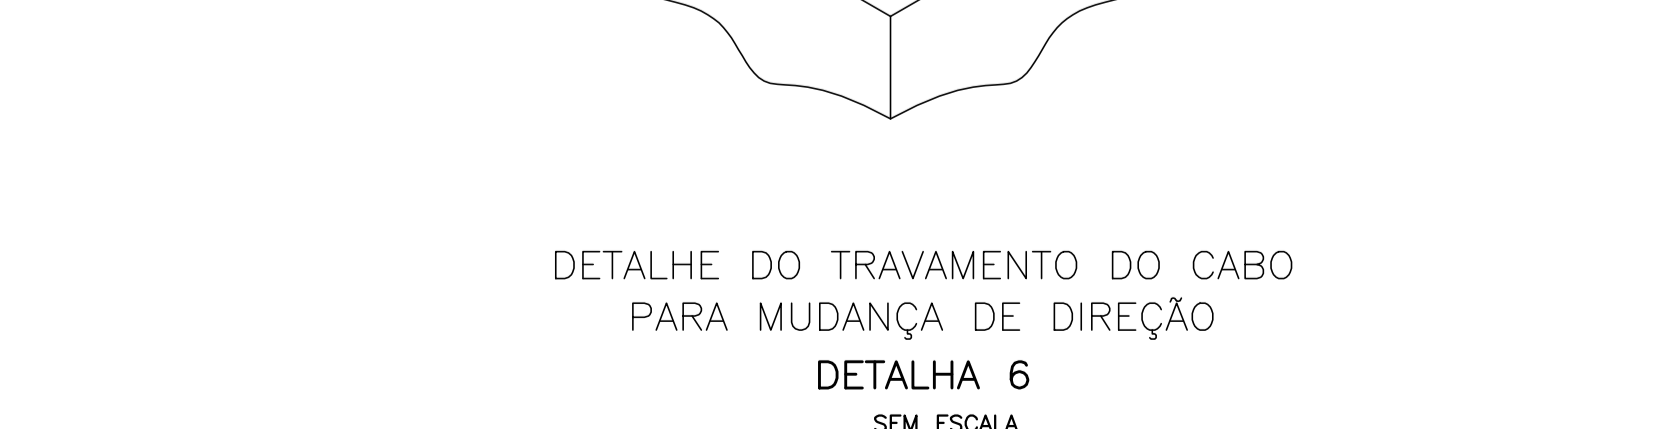 DETALHE DO TRAVAMENTO DO CABO
PARA MUDANÇA DE DIREÇÃO
DETALHA 6
SEM ESCALA